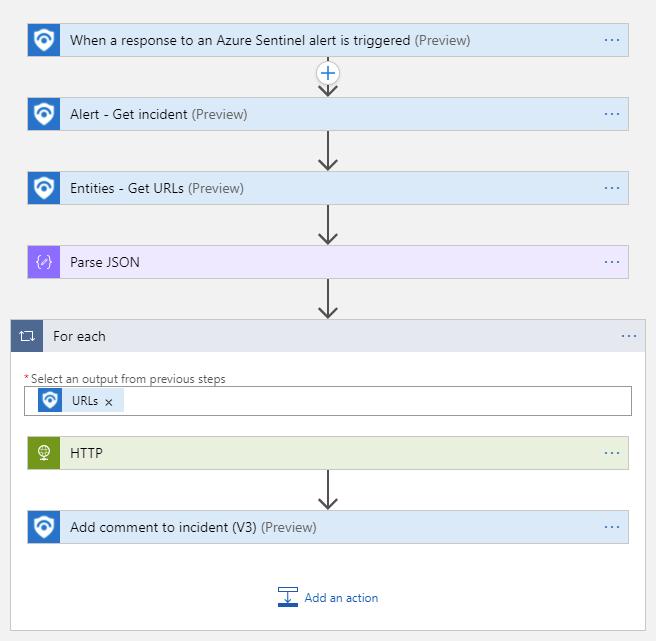 When a response to an Azure Sentinel alert is triggered (Preview)
Alert - Get incident (Preview)
Entities - Get URLs (Preview)
Parse JSON
For each
*Select an output from previous steps
URLs ×
HTTP
Add comment to incident (V3) (Preview)
Add an action